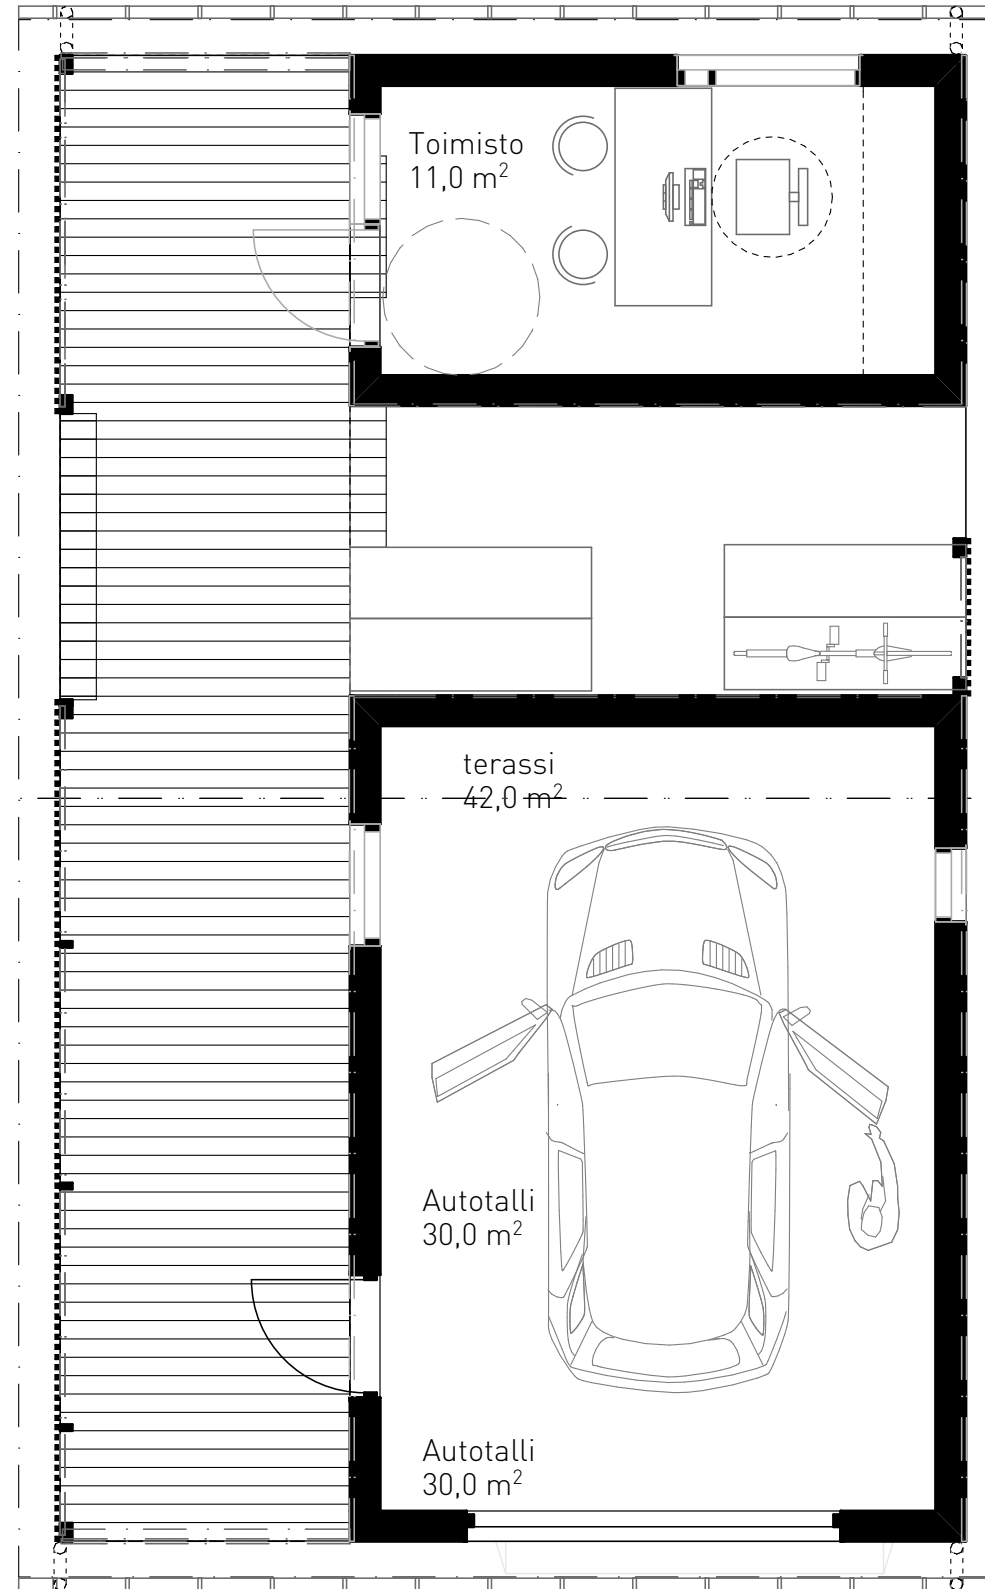 Toimisto
11,0 m²
terassi
42,0 m²
Autotalli
30,0 m²
Autotalli
30,0 m²